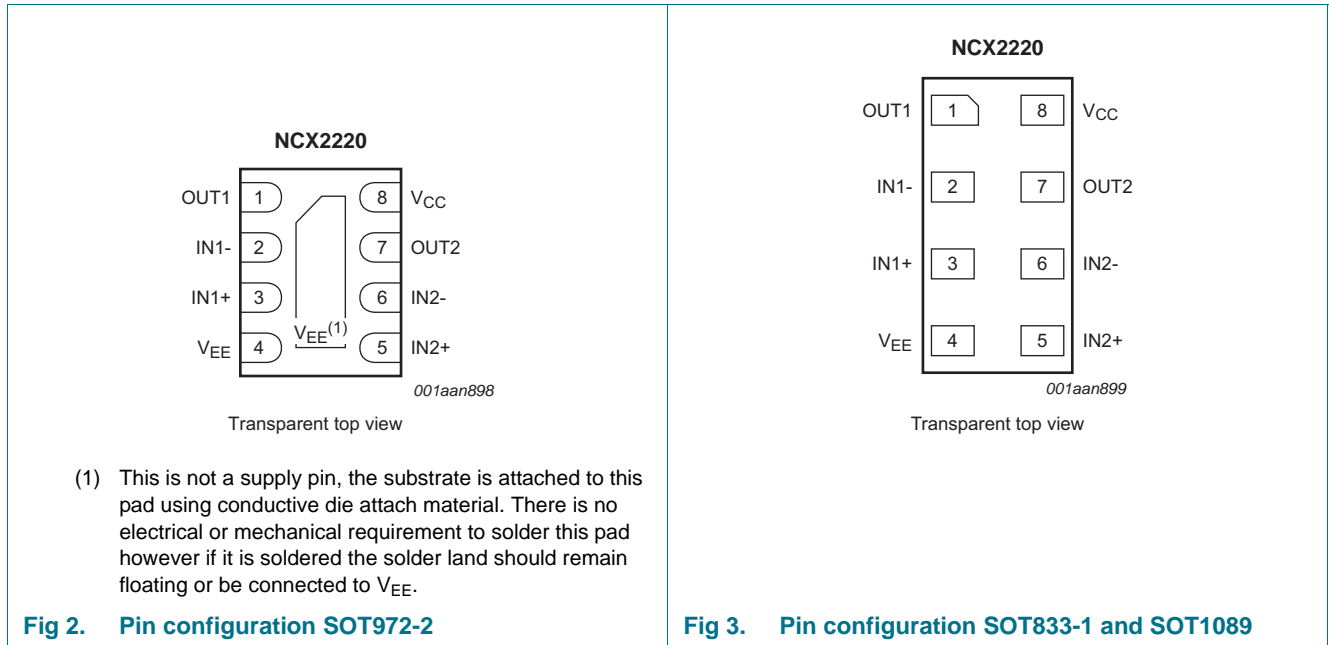 NCX2220
OUT1 1 8 VCC
IN1- 2 7 OUT2
IN1+ 3 6 IN2-
VEE 4 VEE(1) 5 IN2+
001aan898
Transparent top view
(1) This is not a supply pin, the substrate is attached to this
pad using conductive die attach material. There is no
electrical or mechanical requirement to solder this pad
however if it is soldered the solder land should remain
floating or be connected to VEE.
Fig 2. Pin configuration SOT972-2
NCX2220
OUT1 1 8 VCC
IN1- 2 7 OUT2
IN1+ 3 6 IN2-
VEE 4 5 IN2+
001aan899
Transparent top view
Fig 3. Pin configuration SOT833-1 and SOT1089